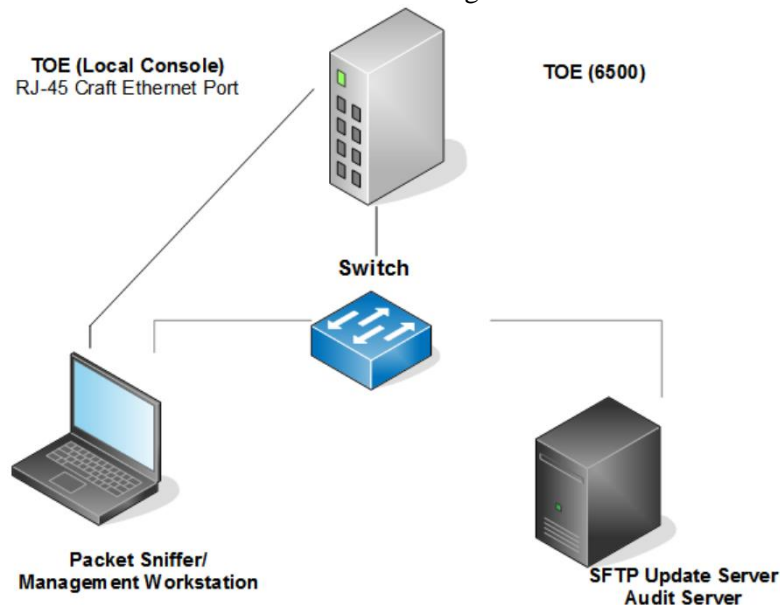 TOE (Local Console)
RJ-45 Craft Ethernet Port
TOE (6500)
Switch
Packet Sniffer/
Management Workstation
SFTP Update Server
Audit Server